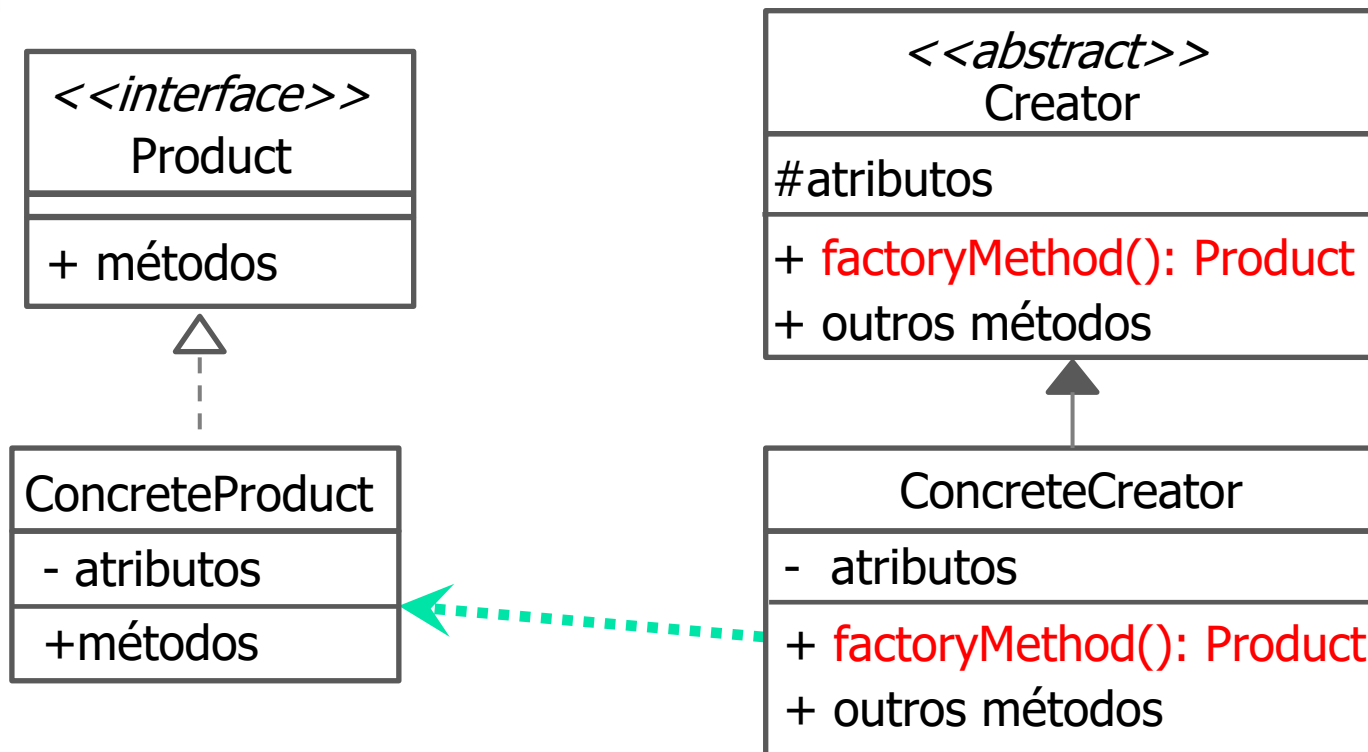 <<interface>>
Product
+ métodos
<<abstract>>
Creator
#atributos
+ factoryMethod(): Product
+ outros métodos
ConcreteProduct
- atributos
+métodos
ConcreteCreator
- atributos
+ factoryMethod(): Product
+ outros métodos